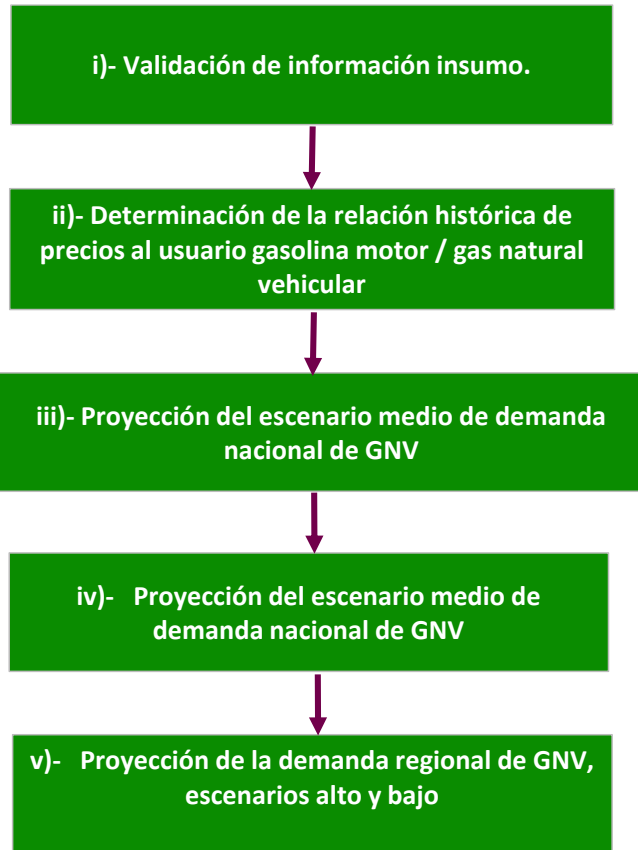 i)- Validación de información insumo.
ii)- Determinación de la relación histórica de
precios al usuario gasolina motor / gas natural
vehicular
iii)- Proyección del escenario medio de demanda
nacional de GNV
iv)- Proyección del escenario medio de
demanda nacional de GNV
v)- Proyección de la demanda regional de GNV,
escenarios alto y bajo